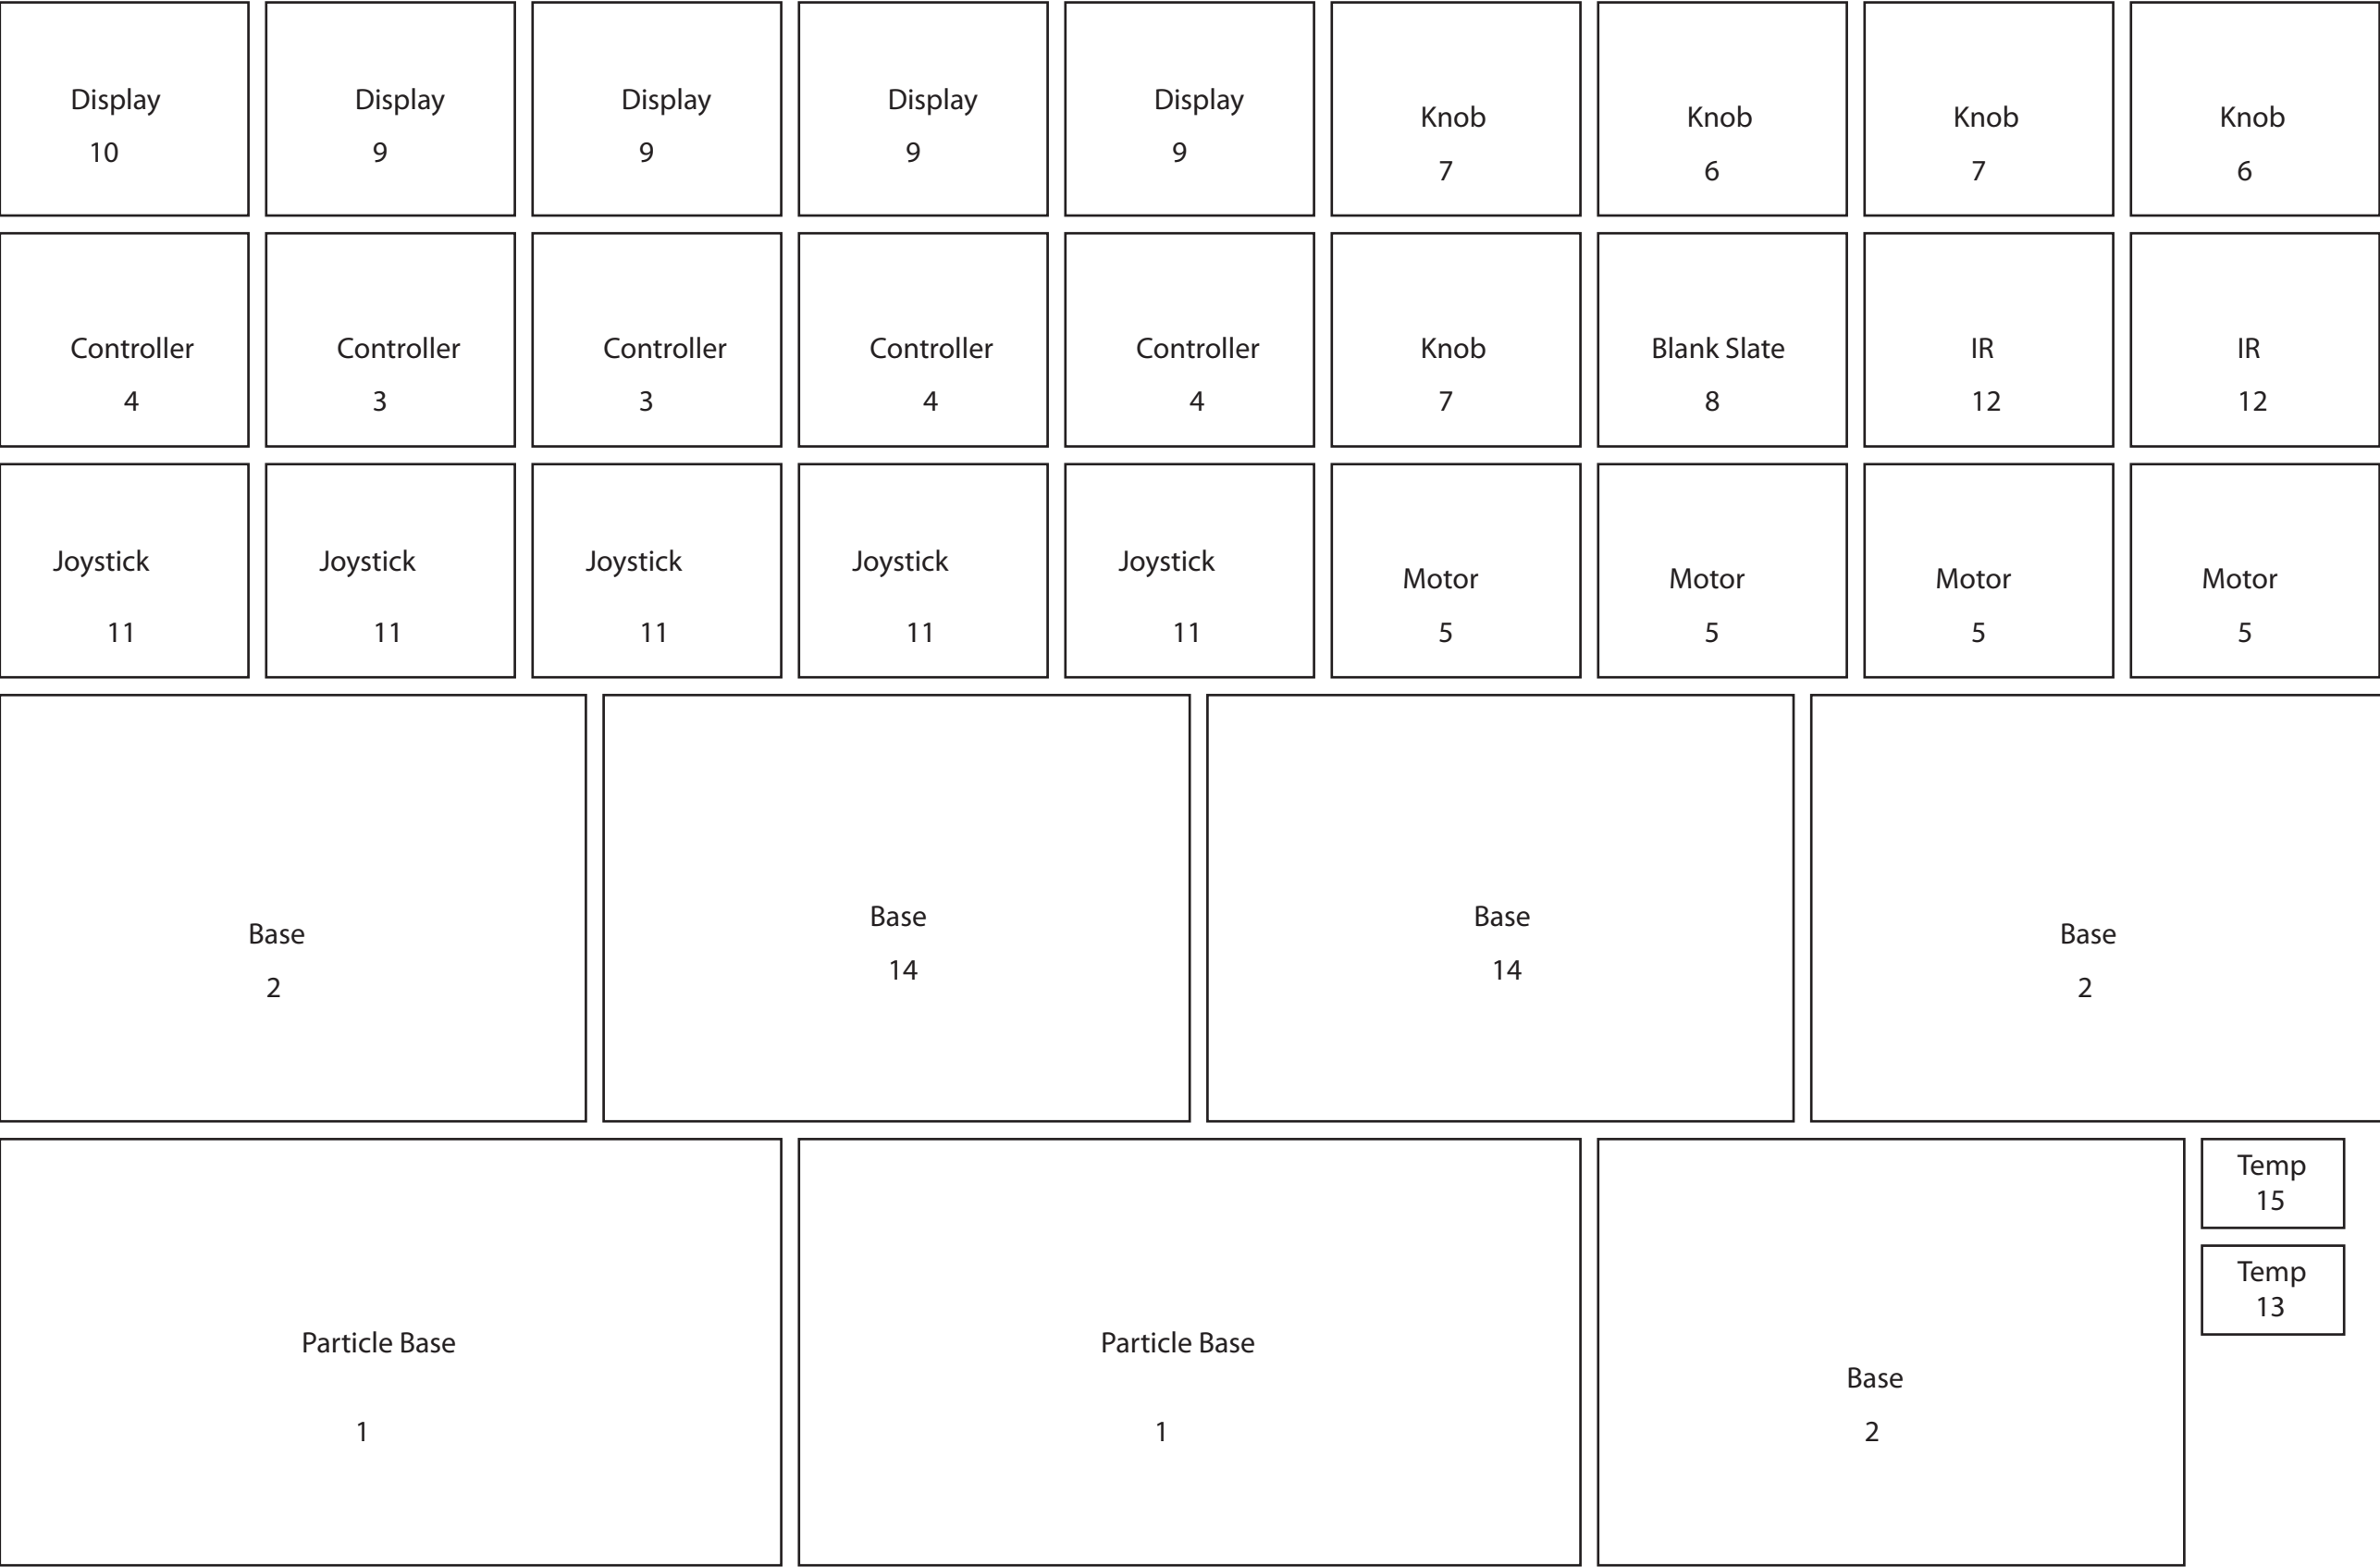 Display
10
Display
9
Display
9
Display
9
Display
9
Knob
7
Knob
6
Knob
7
Knob
6
Controller
4
Controller
3
Controller
3
Controller
4
Controller
4
Knob
7
Blank Slate
8
IR
12
IR
12
Joystick
11
Joystick
11
Joystick
11
Joystick
11
Joystick
11
Motor
5
Motor
5
Motor
5
Motor
5
Base
2
Base
14
Base
14
Base
2
Particle Base
1
Particle Base
1
Base
2
Temp
15
Temp
13